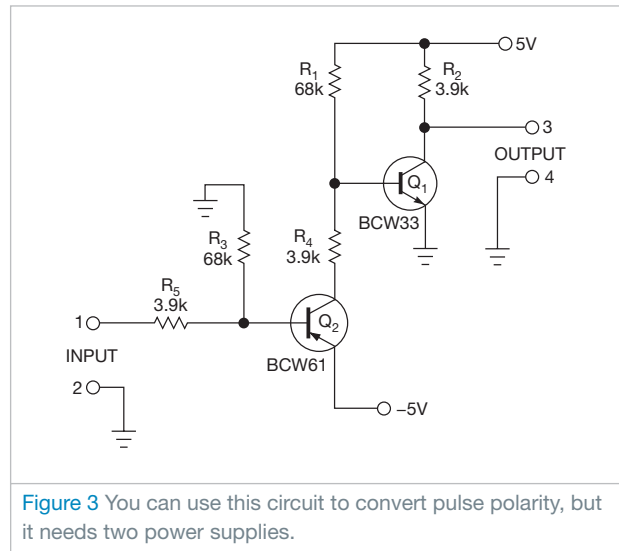 5V
R1
68k
R2
3.9k
3
OUTPUT
4
Q1
BCW33
R3
68k
R4
3.9k
R5
3.9k
1
Q2
INPUT
BCW61
2
–5V
Figure 3 You can use this circuit to convert pulse polarity, but
it needs two power supplies.